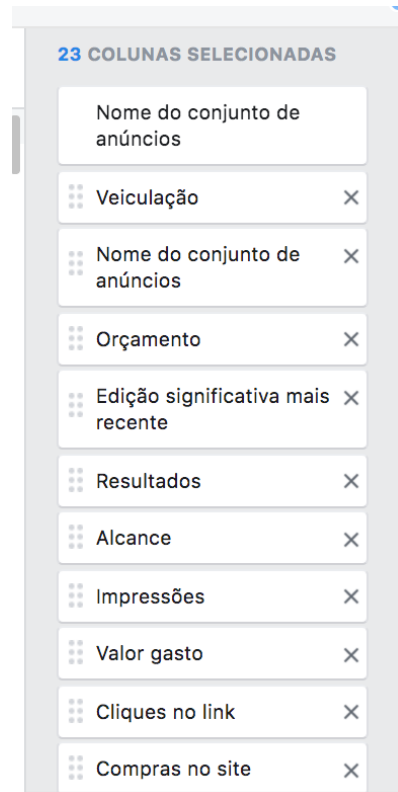 23 COLUNAS SELECIONADAS
Nome do conjunto de
anúncios
Veiculação
Nome do conjunto de
anúncios
Orçamento
Edição significativa mais
recente
Resultados
Alcance
Impressões
Valor gasto
Cliques no link
Compras no site